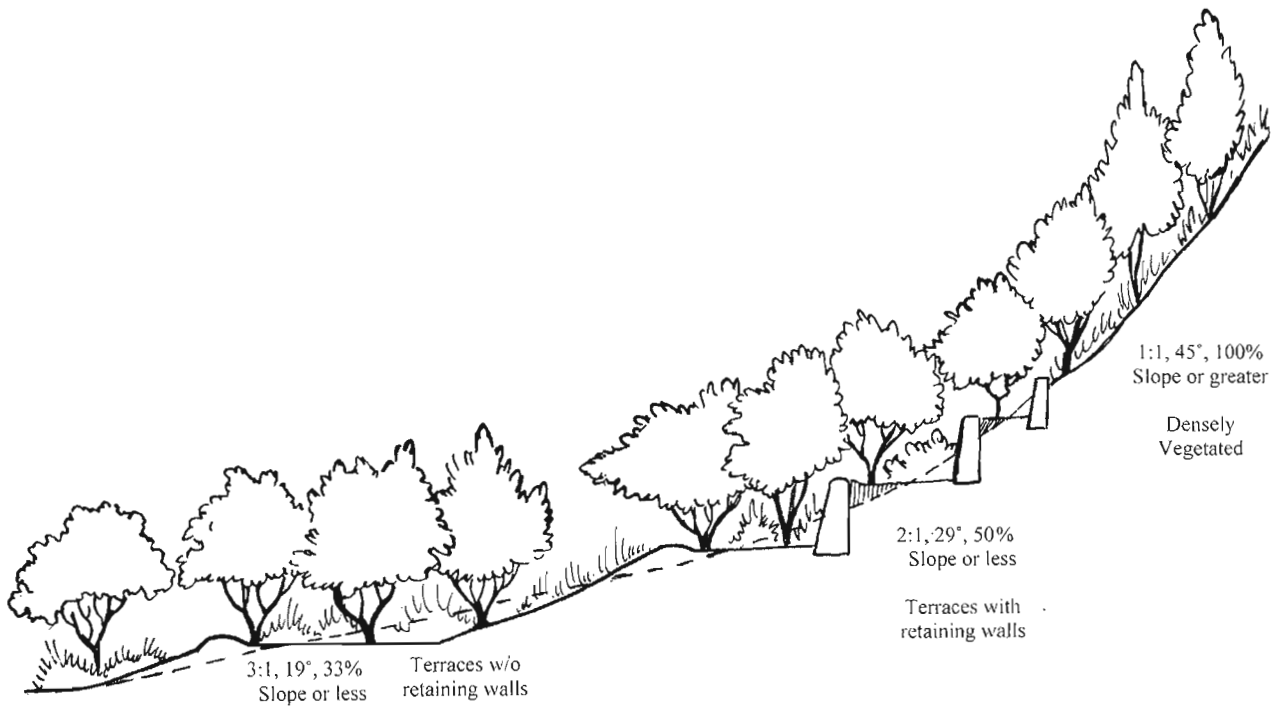 1:1, 45°, 100%
Slope or greater
Densely
Vegetated
2:1, 29°, 50%
Slope or less
Terraces with
retaining walls
3:1, 19°, 33%
Slope or less
Terraces w/o
retaining walls